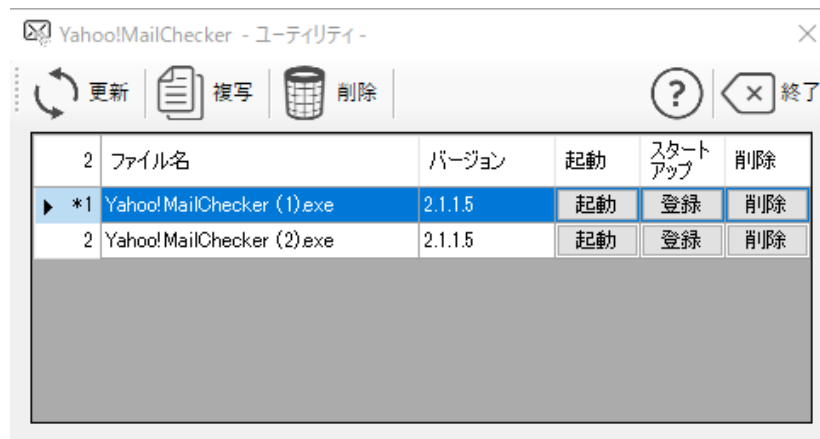 Yahoo!MailChecker - ユーティリティ -
更新 複写 削除 ? 終了
2 ファイル名 バージョン 起動 スタートアップ 削除
*1 Yahoo!MailChecker (1).exe 2.1.1.5 起動 登録 削除
2 Yahoo!MailChecker (2).exe 2.1.1.5 起動 登録 削除